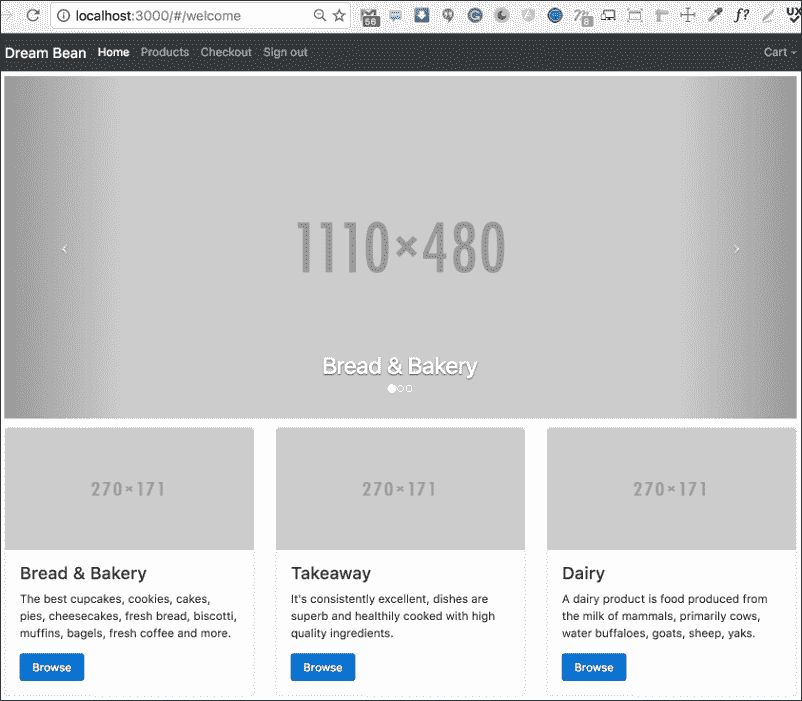 localhost:3000/#/welcome
56
8
f?
UX
Dream Bean Home Products Checkout Sign out Cart
1110×480
Bread & Bakery
270×171 270×171 270×171
Bread & Bakery
The best cupcakes, cookies, cakes,
pies, cheesecakes, fresh bread, biscotti,
muffins, bagels, fresh coffee and more.
Browse
Takeaway
It's consistently excellent, dishes are
superb and healthily cooked with high
quality ingredients.
Browse
Dairy
A dairy product is food produced from
the milk of mammals, primarily cows,
water buffaloes, goats, sheep, yaks.
Browse